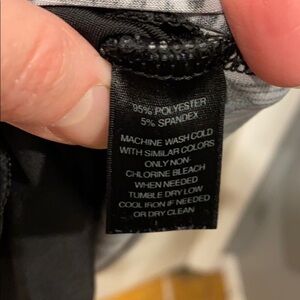 95% POLYESTER
5% SPANDEX
MACHINE WASH COLD
WITH SIMILAR COLORS
ONLY NON-
CHLORINE BLEACH
WHEN NEEDED
TUMBLE DRY LOW
COOL IRON IF NEEDED
OR DRY CLEAN